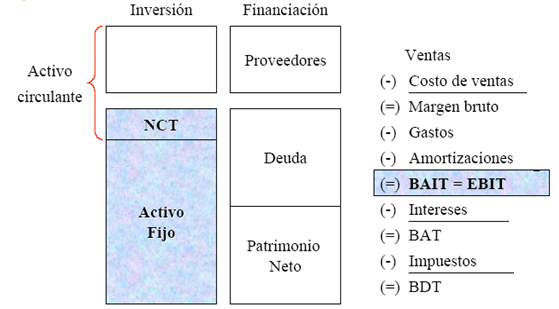 Inversión
Financiación
Activo
circulante
Proveedores
NCT
Activo
Fijo
Deuda
Patrimonio
Neto
Ventas
(-) Costo de ventas
(=) Margen bruto
(-) Gastos
(-) Amortizaciones
(=) BAIT = EBIT
(-) Intereses
(=) BAT
(-) Impuestos
(=) BDT